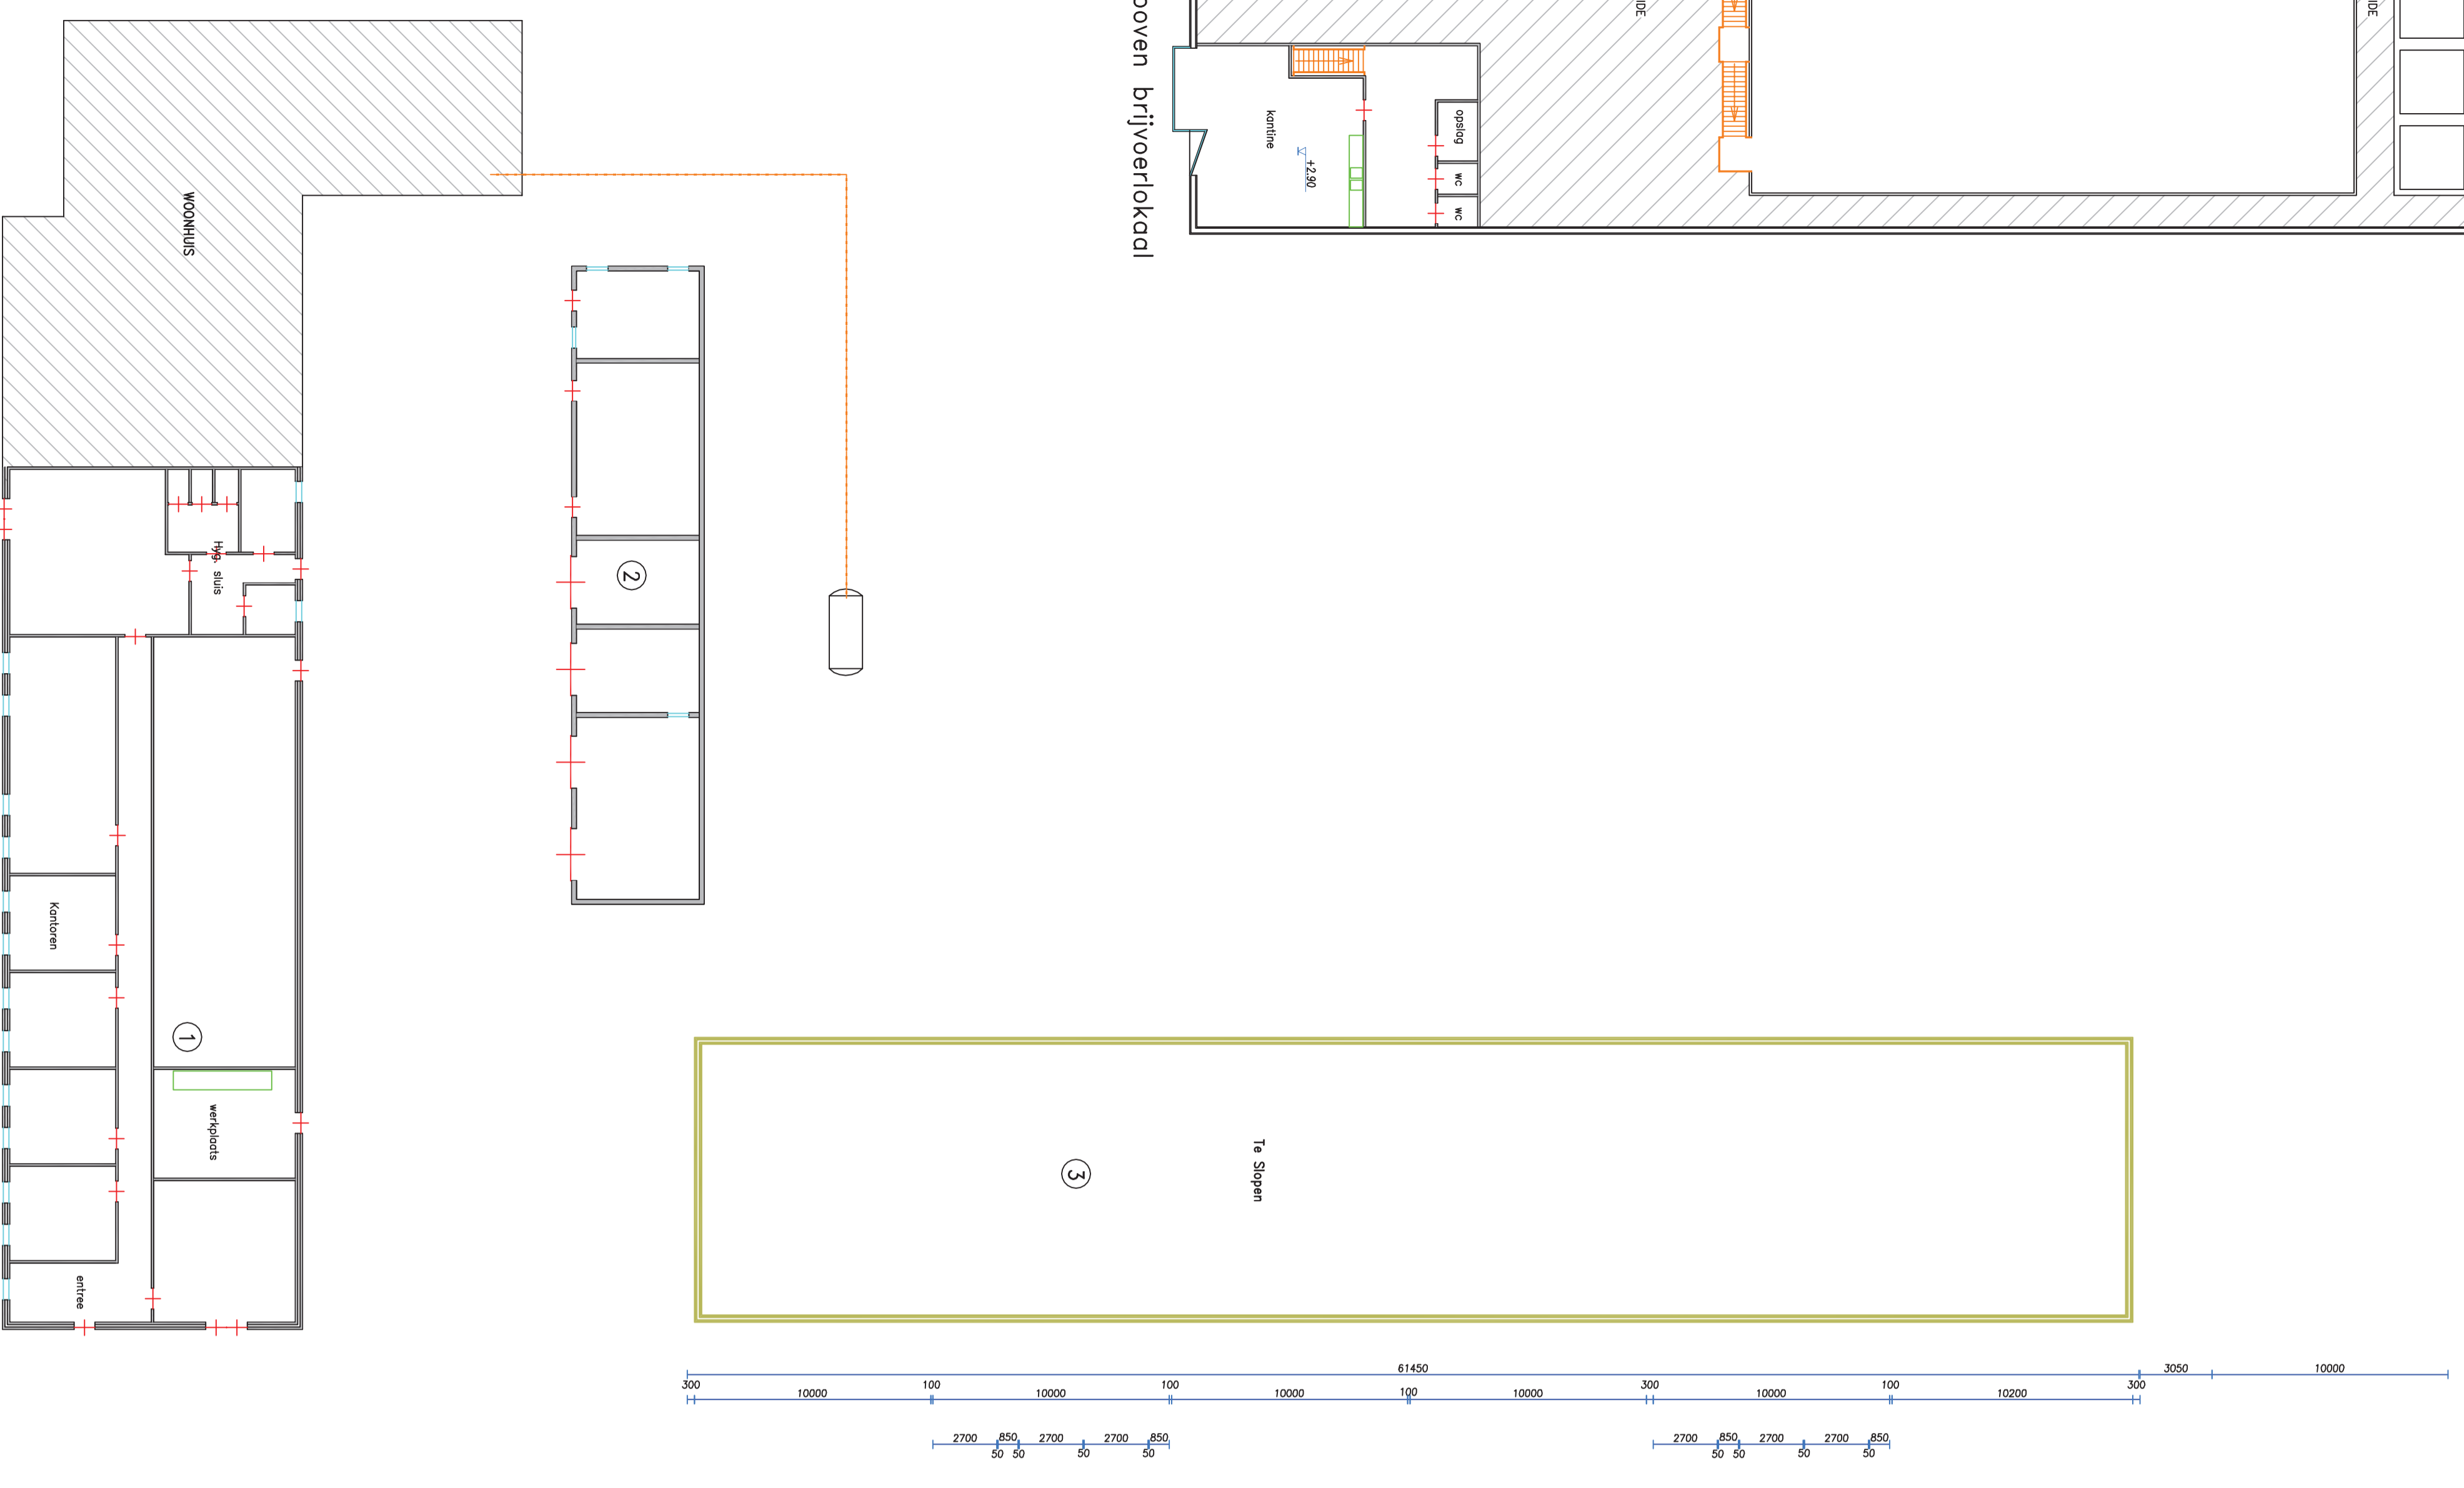 boven brijvoerlokaal
IDE
IDE
kantine
+2.90
opslag
wc
wc
WOONHUIS
Hyg. sluis
2
Kantoren
1
werkplaats
entree
Te Slopen
3
61450 3050 10000
300 10000 100 10000 100 10000 100 10000 300 10000 100 10200 300
2700 850 2700 2700 850 2700 850 2700 2700 850
50 50 50 50 50 50 50 50